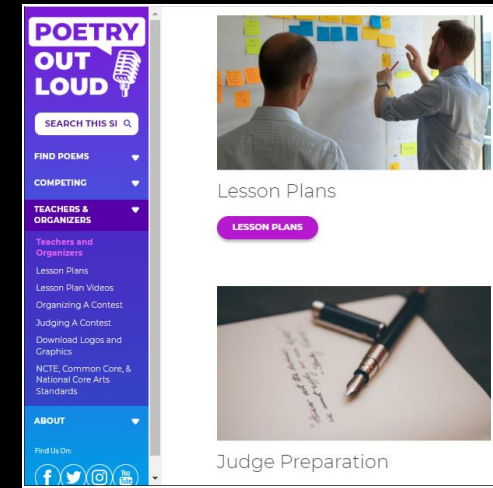 POETRY
OUT
LOUD
SEARCH THIS SI
FIND POEMS
COMPETING
TEACHERS &
ORGANIZERS
Teachers and
Organizers
Lesson Plans
Lesson Plan Videos
Organizing A Contest
Judging A Contest
Download Logos and
Graphics
NCTE, Common Core, &
National Core Arts
Standards
ABOUT
Find Us On:
f
You
Tube
Lesson Plans
LESSON PLANS
Judge Preparation